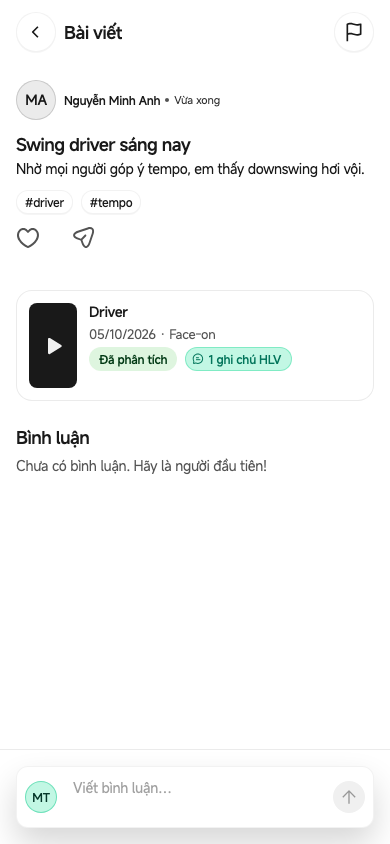 Bài viết
MA
Nguyễn Minh Anh • Vừa xong
Swing driver sáng nay
Nhờ mọi người góp ý tempo, em thấy downswing hơi vội.
#driver #tempo
Driver
05/10/2026 · Face-on
Đã phân tích 1 ghi chú HLV
Bình luận
Chưa có bình luận. Hãy là người đầu tiên!
MT Viết bình luận...